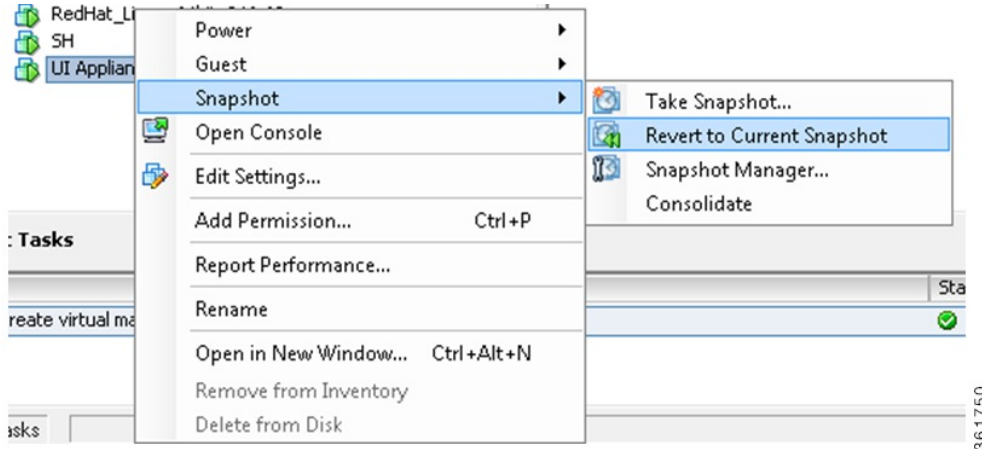 RedHat_Li
SH
UI Applian
Power
Guest
Snapshot
Open Console
Edit Settings...
Add Permission... Ctrl+P
Report Performance...
Rename
Open in New Window... Ctrl+Alt+N
Remove from Inventory
Delete from Disk
Take Snapshot...
Revert to Current Snapshot
Snapshot Manager...
Consolidate
: Tasks
Sta
reate virtual ma
asks
361750